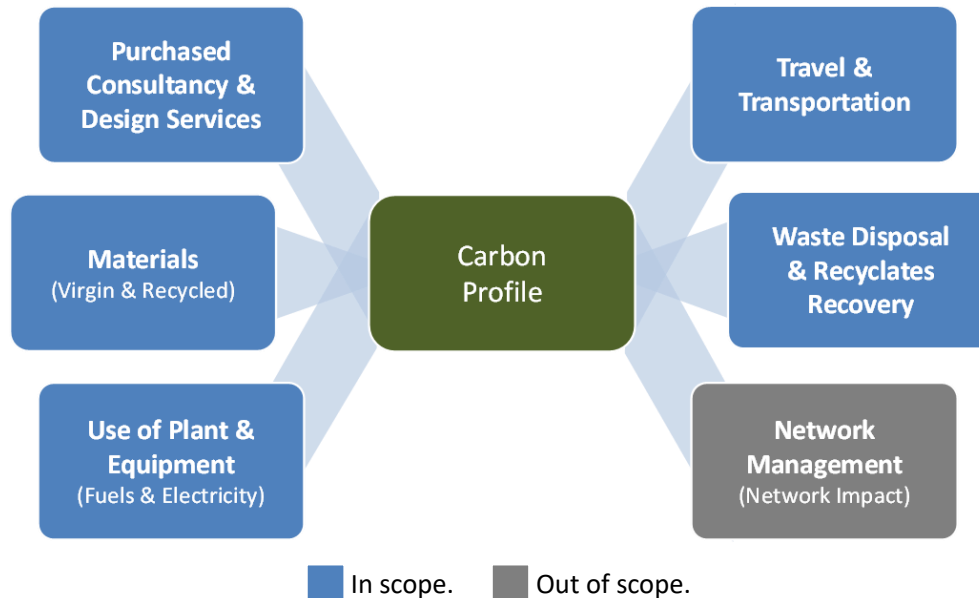 Purchased
Consultancy &
Design Services
Materials
(Virgin & Recycled)
Use of Plant &
Equipment
(Fuels & Electricity)
Carbon
Profile
Travel &
Transportation
Waste Disposal
& Recyclates
Recovery
Network
Management
(Network Impact)
In scope.
Out of scope.